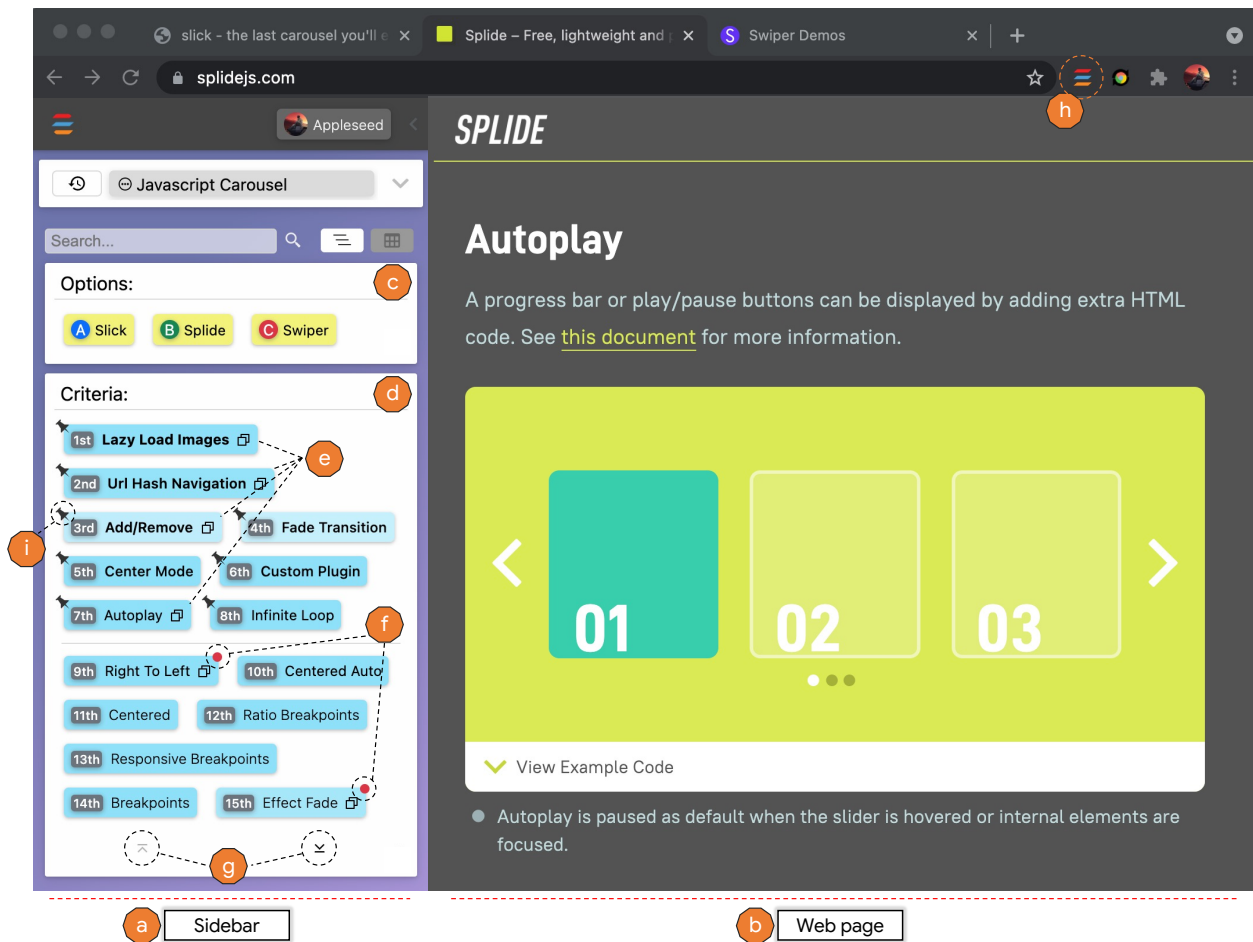 slick - the last carousel you'll e
Splide – Free, lightweight and p
S Swiper Demos
splidejs.com
h
Appleseed
SPLIDE
Javascript Carousel
Search...
Options:
c
A Slick
B Splide
C Swiper
Criteria:
d
1st Lazy Load Images
e
2nd Url Hash Navigation
3rd Add/Remove
4th Fade Transition
i
5th Center Mode
6th Custom Plugin
7th Autoplay
8th Infinite Loop
f
9th Right To Left
10th Centered Auto
11th Centered
12th Ratio Breakpoints
13th Responsive Breakpoints
14th Breakpoints
15th Effect Fade
g
Autoplay
A progress bar or play/pause buttons can be displayed by adding extra HTML
code. See this document for more information.
01
02
03
View Example Code
Autoplay is paused as default when the slider is hovered or internal elements are
focused.
a Sidebar
b Web page